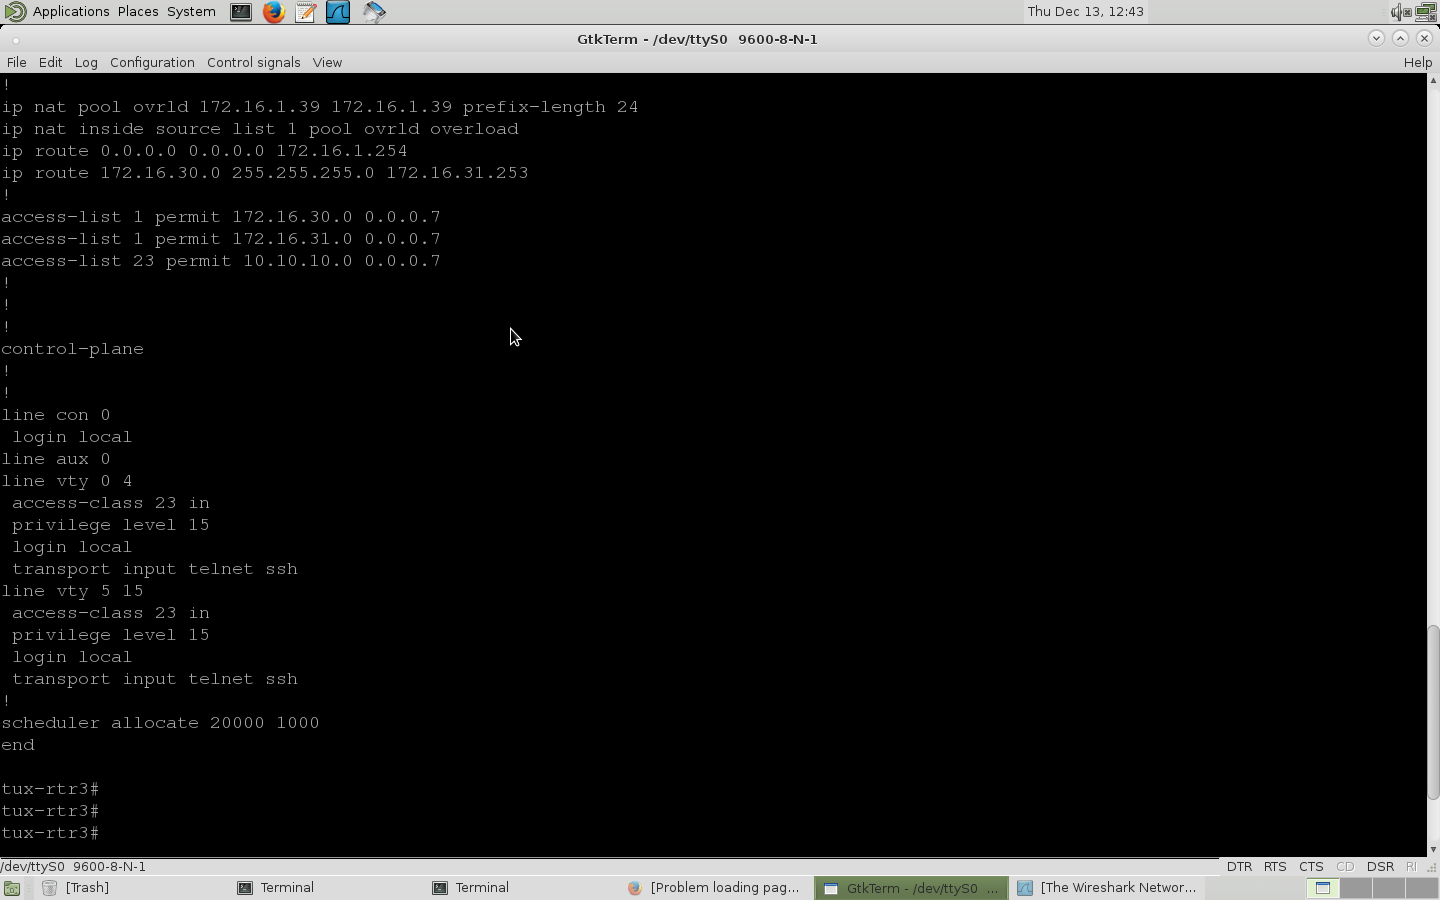 Applications Places System Thu Dec 13, 12:43
GtkTerm - /dev/ttyS0 9600-8-N-1
File Edit Log Configuration Control signals View Help
!
ip nat pool ovrld 172.16.1.39 172.16.1.39 prefix-length 24
ip nat inside source list 1 pool ovrld overload
ip route 0.0.0.0 0.0.0.0 172.16.1.254
ip route 172.16.30.0 255.255.255.0 172.16.31.253
!
access-list 1 permit 172.16.30.0 0.0.0.7
access-list 1 permit 172.16.31.0 0.0.0.7
access-list 23 permit 10.10.10.0 0.0.0.7
!
!
!
control-plane
!
!
line con 0
 login local
line aux 0
line vty 0 4
 access-class 23 in
 privilege level 15
 login local
 transport input telnet ssh
line vty 5 15
 access-class 23 in
 privilege level 15
 login local
 transport input telnet ssh
!
scheduler allocate 20000 1000
end
tux-rtr3#
tux-rtr3#
tux-rtr3#
/dev/ttyS0 9600-8-N-1 DTR RTS CTS CD DSR RI
[Trash] Terminal Terminal [Problem loading pag... GtkTerm - /dev/ttyS0 ... [The Wireshark Networ...